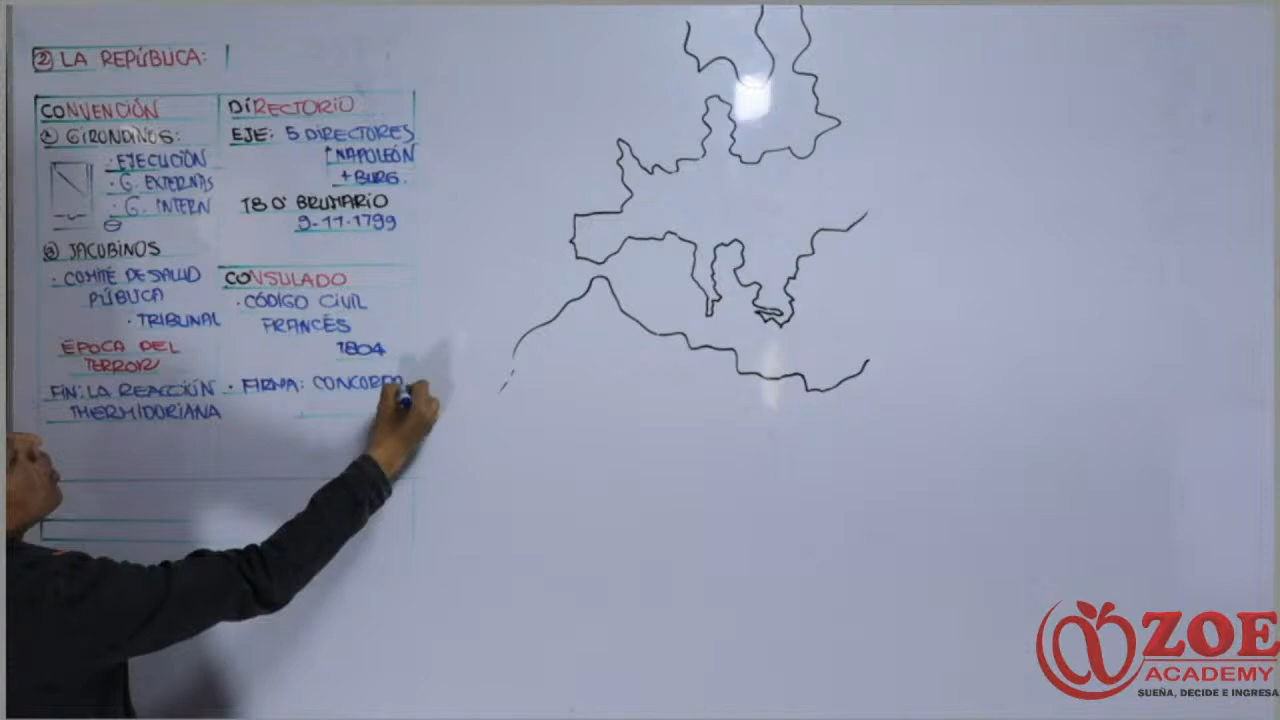 ② LA REPÚBLICA:
CONVENCIÓN
① GIRONDINOS:
· EJECUCIÓN
· G. EXTERNAS
· G. INTERN
② JACOBINOS
· COMITÉ DE SALUD
PÚBLICA
· TRIBUNAL
ÉPOCA DEL
TERROR
FIN: LA REACCIÓN
THERMIDORIANA
DIRECTORIO
EJE: 5 DIRECTORES
↑NAPOLEÓN
+ BURG.
18 Oº BRUMARIO
9-11-1799
CONSULADO
· CÓDIGO CIVIL
FRANCÉS
1804
· FIRMA: CONCORDA
ZOE
ACADEMY
SUEÑA, DECIDE E INGRESA